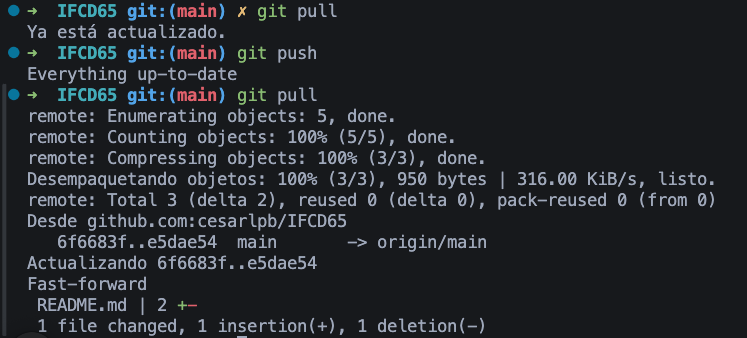 ➜ IFCD65 git:(main) ✗ git pull
Ya está actualizado.
➜ IFCD65 git:(main) git push
Everything up-to-date
➜ IFCD65 git:(main) git pull
remote: Enumerating objects: 5, done.
remote: Counting objects: 100% (5/5), done.
remote: Compressing objects: 100% (3/3), done.
Desempaquetando objetos: 100% (3/3), 950 bytes | 316.00 KiB/s, listo.
remote: Total 3 (delta 2), reused 0 (delta 0), pack-reused 0 (from 0)
Desde github.com:cesarlpb/IFCD65
   6f6683f..e5dae54  main       -> origin/main
Actualizando 6f6683f..e5dae54
Fast-forward
 README.md | 2 +-
 1 file changed, 1 insertion(+), 1 deletion(-)